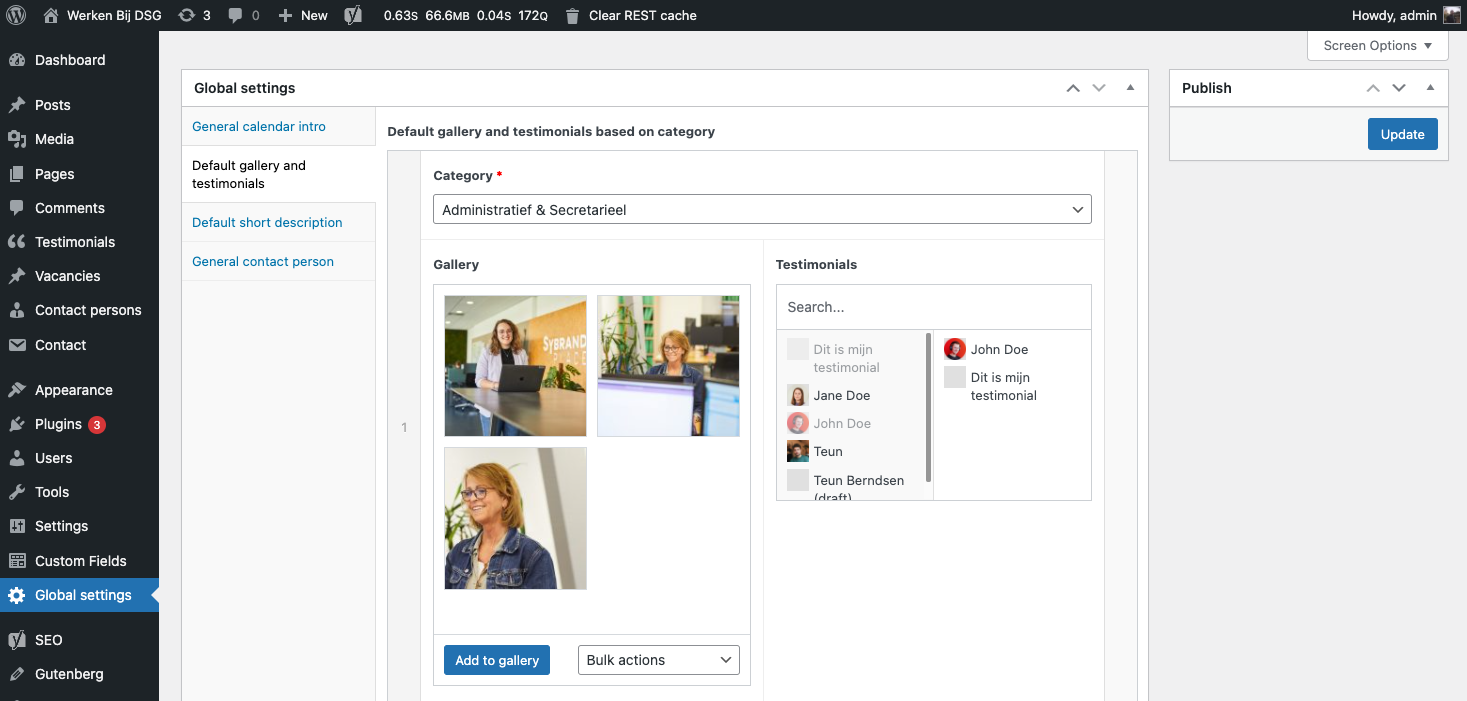 Werken Bij DSG 3 0 New 0.63S 66.6MB 0.04S 172Q Clear REST cache Howdy, admin
Screen Options
Dashboard
Posts
Media
Pages
Comments
Testimonials
Vacancies
Contact persons
Contact
Appearance
Plugins 3
Users
Tools
Settings
Custom Fields
Global settings
SEO
Gutenberg
Global settings
General calendar intro
Default gallery and
testimonials
Default short description
General contact person
Default gallery and testimonials based on category
1
Category *
Administratief & Secretarieel
Gallery
SYBRAND
PLACE
Add to gallery
Bulk actions
Testimonials
Search...
Dit is mijn
testimonial
Jane Doe
John Doe
Teun
Teun Berndsen
(draft)
John Doe
Dit is mijn
testimonial
Publish
Update